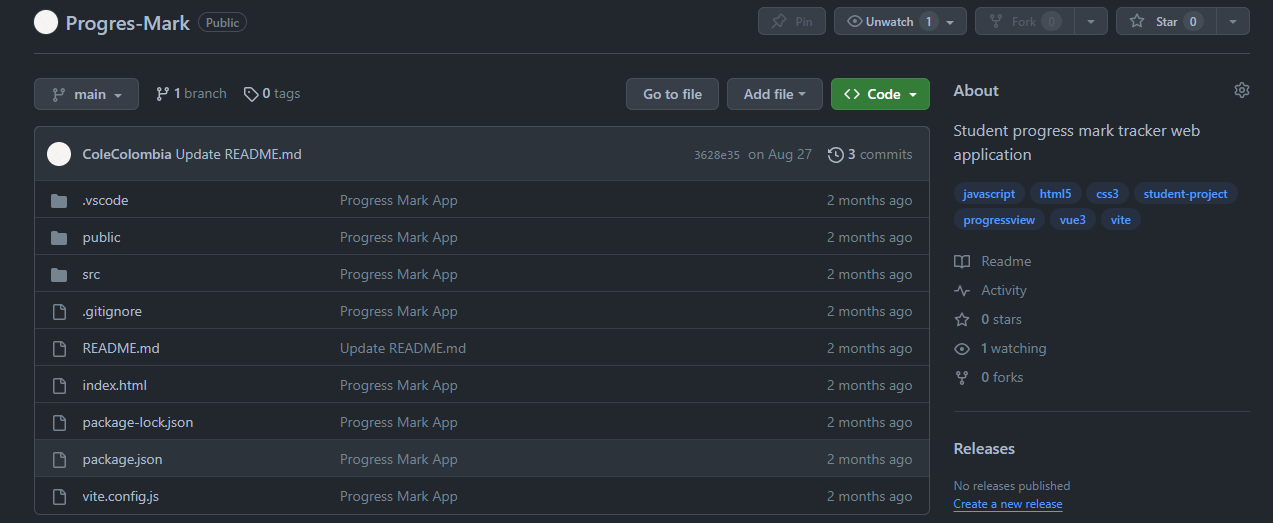 Progres-Mark Public Pin Unwatch 1 Fork 0 Star 0
main 1 branch 0 tags Go to file Add file Code
ColeColombia Update README.md 3628e35 on Aug 27 3 commits
.vscode Progress Mark App 2 months ago
public Progress Mark App 2 months ago
src Progress Mark App 2 months ago
.gitignore Progress Mark App 2 months ago
README.md Update README.md 2 months ago
index.html Progress Mark App 2 months ago
package-lock.json Progress Mark App 2 months ago
package.json Progress Mark App 2 months ago
vite.config.js Progress Mark App 2 months ago
About
Student progress mark tracker web
application
javascript html5 css3 student-project
progressview vue3 vite
Readme
Activity
0 stars
1 watching
0 forks
Releases
No releases published
Create a new release